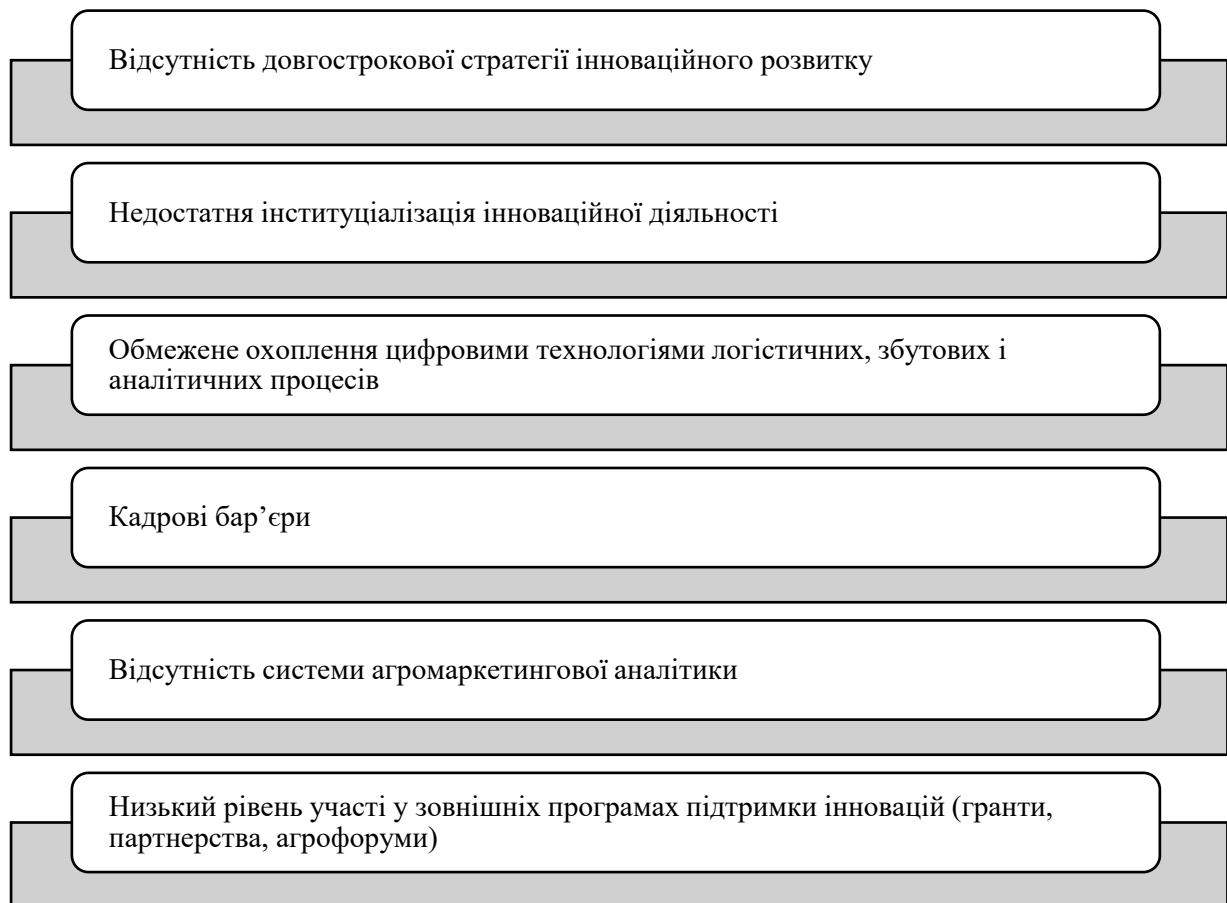 Відсутність довгострокової стратегії інноваційного розвитку
Недостатня інституціалізація інноваційної діяльності
Обмежене охоплення цифровими технологіями логістичних, збутових і
аналітичних процесів
Кадрові бар’єри
Відсутність системи агромаркетингової аналітики
Низький рівень участі у зовнішніх програмах підтримки інновацій (гранти,
партнерства, агрофоруми)